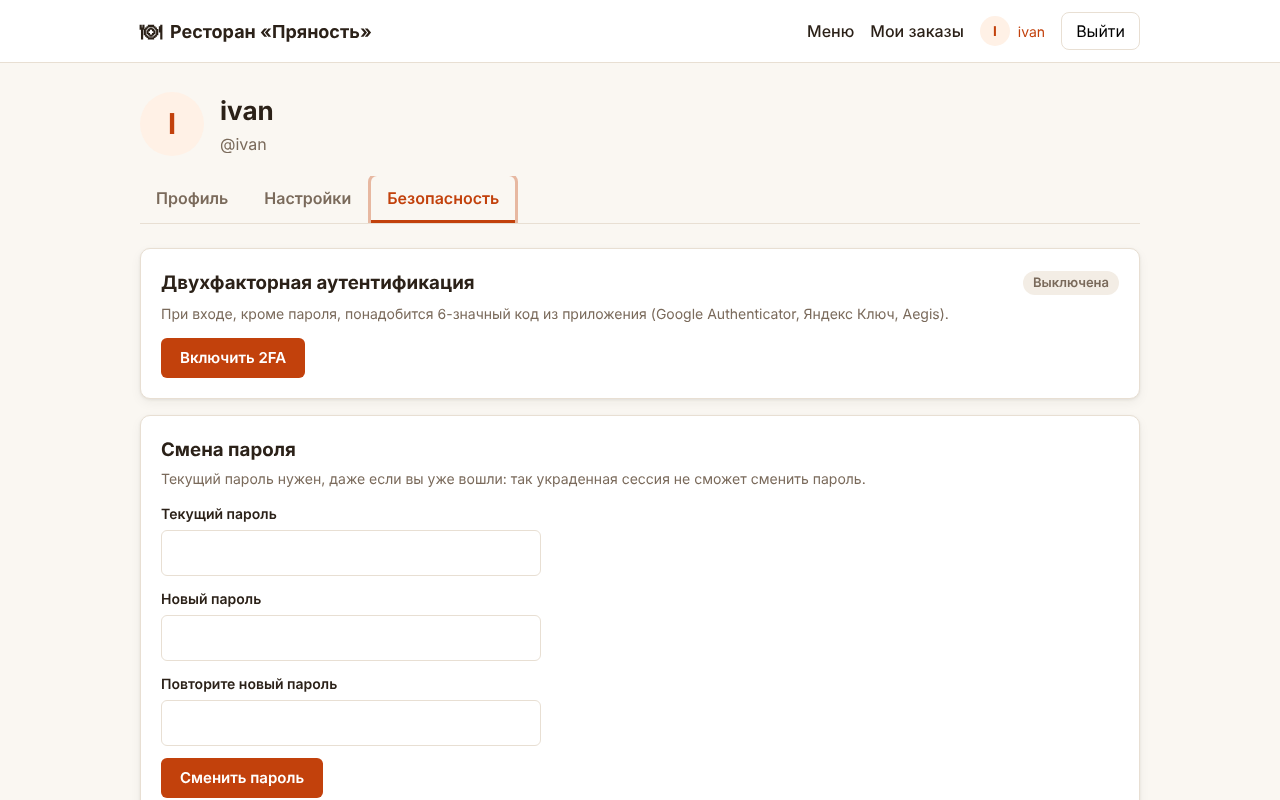 Ресторан «Пряность»
Меню
Мои заказы
I
ivan
Выйти
I
ivan
@ivan
Профиль
Настройки
Безопасность
Двухфакторная аутентификация
Выключена
При входе, кроме пароля, понадобится 6-значный код из приложения (Google Authenticator, Яндекс Ключ, Aegis).
Включить 2FA
Смена пароля
Текущий пароль нужен, даже если вы уже вошли: так украденная сессия не сможет сменить пароль.
Текущий пароль
Новый пароль
Повторите новый пароль
Сменить пароль